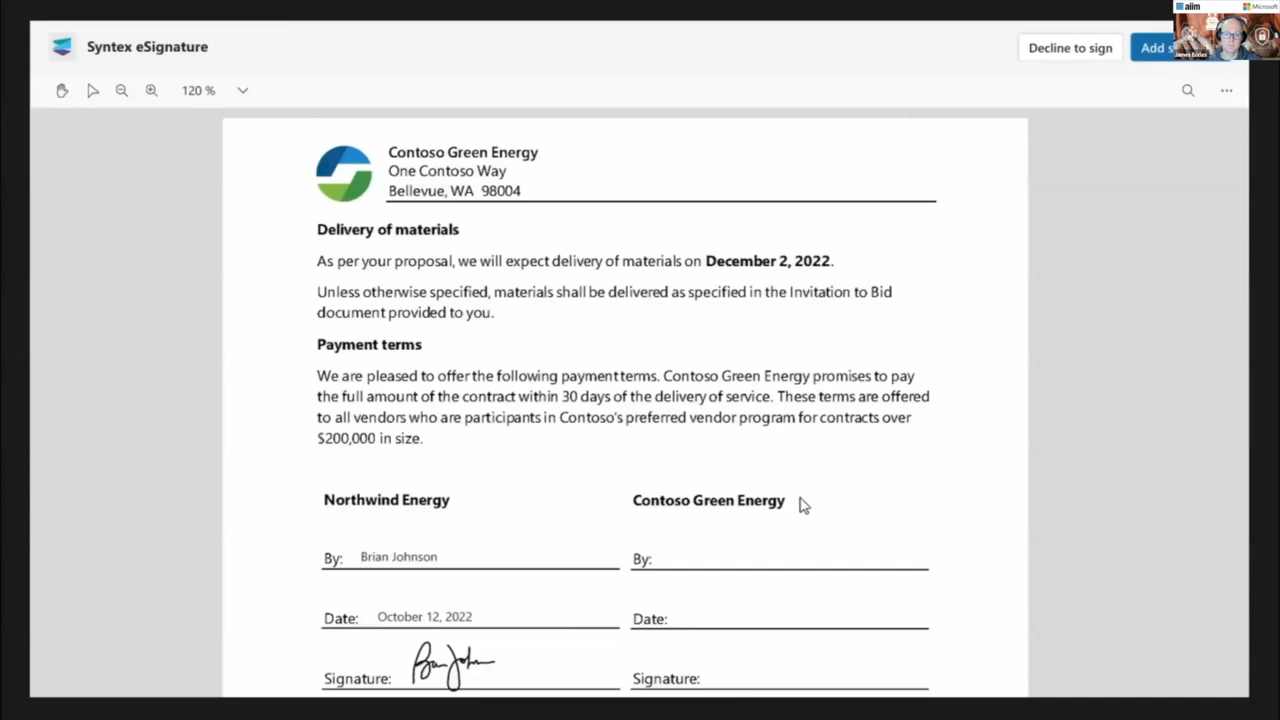 aiim
Microsoft
Syntex eSignature
Decline to sign
Add s
James Eccles
120 %
Contoso Green Energy
One Contoso Way
Bellevue, WA 98004
Delivery of materials
As per your proposal, we will expect delivery of materials on December 2, 2022.
Unless otherwise specified, materials shall be delivered as specified in the Invitation to Bid
document provided to you.
Payment terms
We are pleased to offer the following payment terms. Contoso Green Energy promises to pay
the full amount of the contract within 30 days of the delivery of service. These terms are offered
to all vendors who are participants in Contoso's preferred vendor program for contracts over
$200,000 in size.
Northwind Energy
Contoso Green Energy
By: Brian Johnson
By:
Date: October 12, 2022
Date:
Signature: Brian John
Signature: